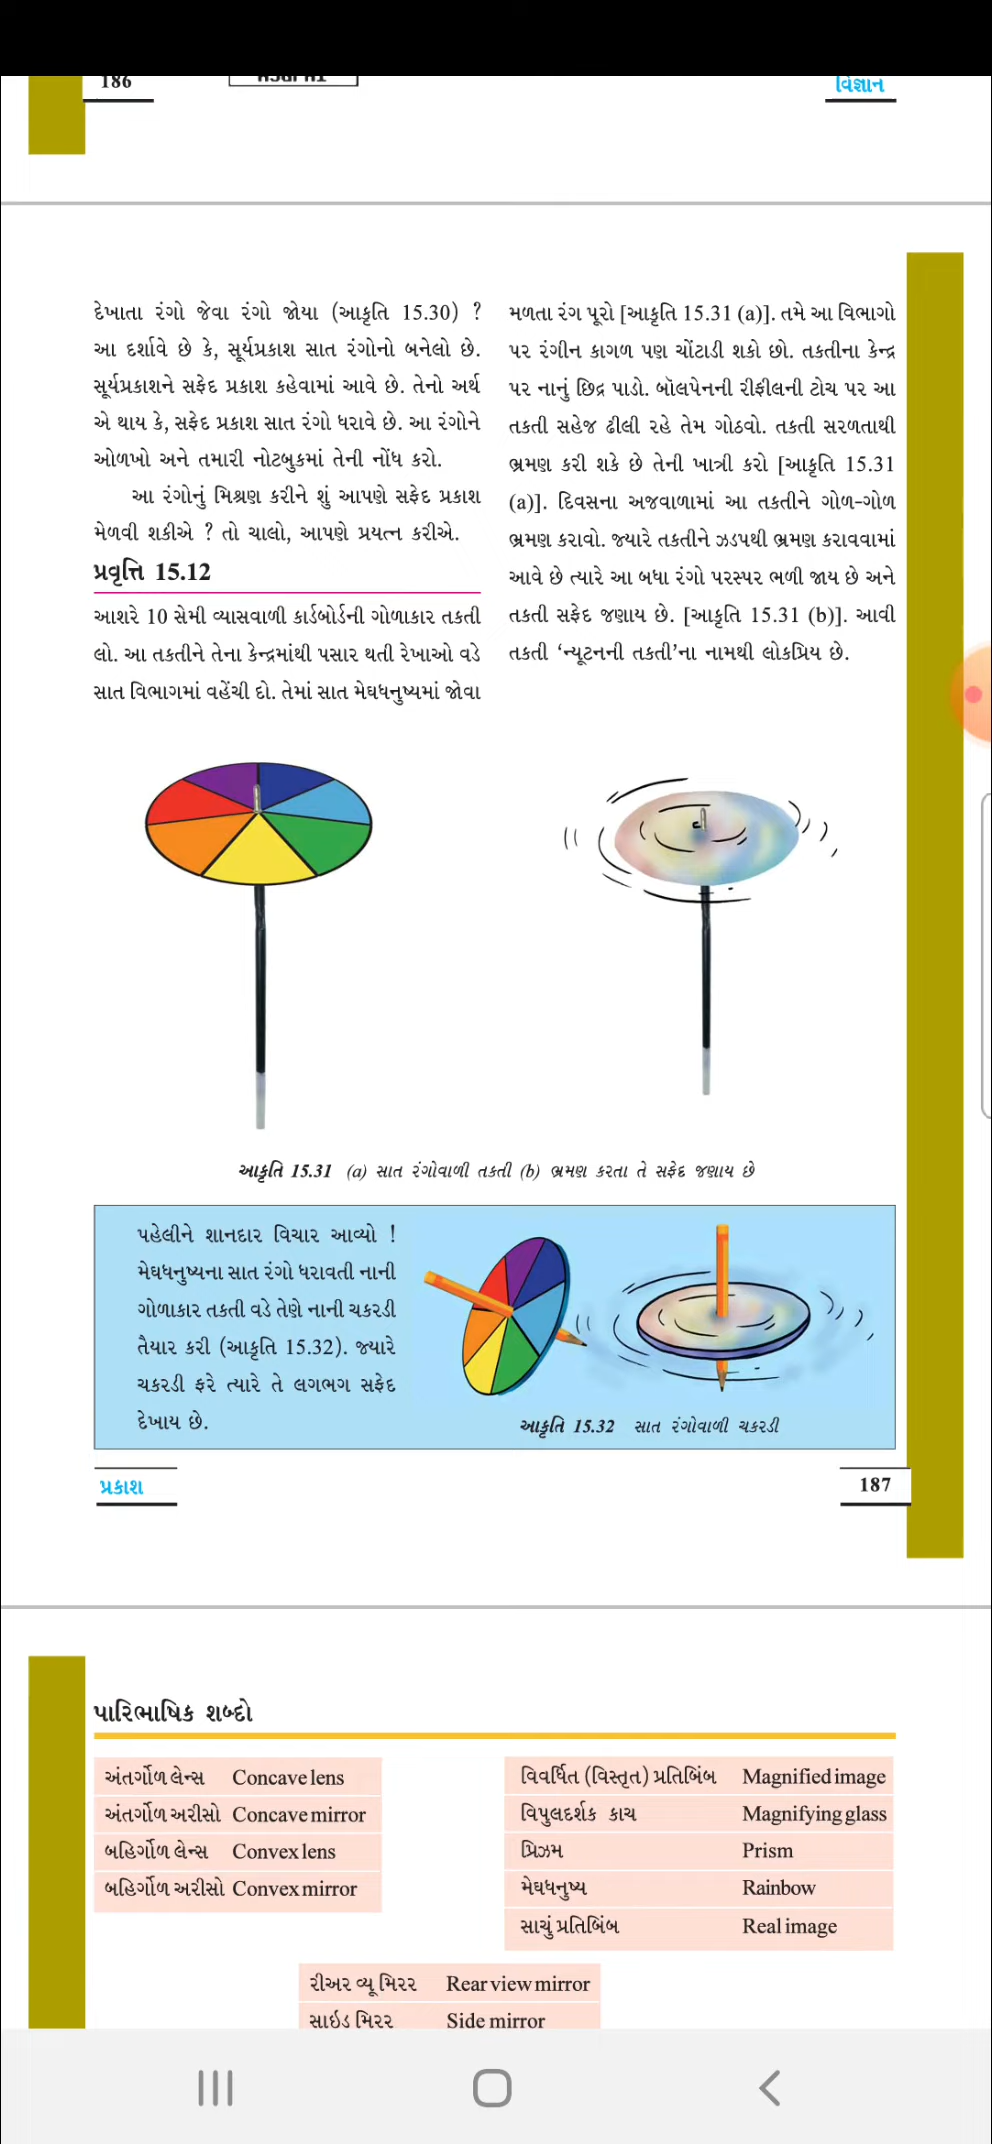 186
વિજ્ઞાન
દેખાતા રંગો જેવા રંગો જોયા (આકૃતિ 15.30) ?
આ દર્શાવે છે કે, સૂર્યપ્રકાશ સાત રંગોનો બનેલો છે.
સૂર્યપ્રકાશને સફેદ પ્રકાશ કહેવામાં આવે છે. તેનો અર્થ
એ થાય કે, સફેદ પ્રકાશ સાત રંગો ધરાવે છે. આ રંગોને
ઓળખો અને તમારી નોટબુકમાં તેની નોંધ કરો.
આ રંગોનું મિશ્રણ કરીને શું આપણે સફેદ પ્રકાશ
મેળવી શકીએ ? તો ચાલો, આપણે પ્રયત્ન કરીએ.
પ્રવૃત્તિ 15.12
આશરે 10 સેમી વ્યાસવાળી કાર્ડબોર્ડની ગોળાકાર તકતી
લો. આ તકતીને તેના કેન્દ્રમાંથી પસાર થતી રેખાઓ વડે
સાત વિભાગમાં વહેંચી દો. તેમાં સાત મેઘધનુષ્યમાં જોવા
મળતા રંગ પૂરો [આકૃતિ 15.31 (a)]. તમે આ વિભાગો
પર રંગીન કાગળ પણ ચોંટાડી શકો છો. તકતીના કેન્દ્ર
પર નાનું છિદ્ર પાડો. બૉલપેનની રીફીલની ટોચ પર આ
તકતી સહેજ ઢીલી રહે તેમ ગોઠવો. તકતી સરળતાથી
ભ્રમણ કરી શકે છે તેની ખાત્રી કરો [આકૃતિ 15.31
(a)]. દિવસના અજવાળામાં આ તકતીને ગોળ-ગોળ
ભ્રમણ કરાવો. જ્યારે તકતીને ઝડપથી ભ્રમણ કરાવવામાં
આવે છે ત્યારે આ બધા રંગો પરસ્પર ભળી જાય છે અને
તકતી સફેદ જણાય છે. [આકૃતિ 15.31 (b)]. આવી
તકતી ‘ન્યૂટનની તકતી’ના નામથી લોકપ્રિય છે.
આકૃતિ 15.31 (a) સાત રંગોવાળી તકતી (b) ભ્રમણ કરતા તે સફેદ જણાય છે
પહેલીને શાનદાર વિચાર આવ્યો !
મેઘધનુષ્યના સાત રંગો ધરાવતી નાની
ગોળાકાર તકતી વડે તેણે નાની ચકરડી
તૈયાર કરી (આકૃતિ 15.32). જ્યારે
ચકરડી ફરે ત્યારે તે લગભગ સફેદ
દેખાય છે.
આકૃતિ 15.32 સાત રંગોવાળી ચકરડી
પ્રકાશ
187
પારિભાષિક શબ્દો
અંતર્ગોળ લેન્સ Concave lens
અંતર્ગોળ અરીસો Concave mirror
બહિર્ગોળ લેન્સ Convex lens
બહિર્ગોળ અરીસો Convex mirror
વિવર્ધિત (વિસ્તૃત) પ્રતિબિંબ Magnified image
વિપુલદર્શક કાચ Magnifying glass
પ્રિઝમ Prism
મેઘધનુષ્ય Rainbow
સાચું પ્રતિબિંબ Real image
રીઅર વ્યૂ મિરર Rear view mirror
સાઇડ મિરર Side mirror